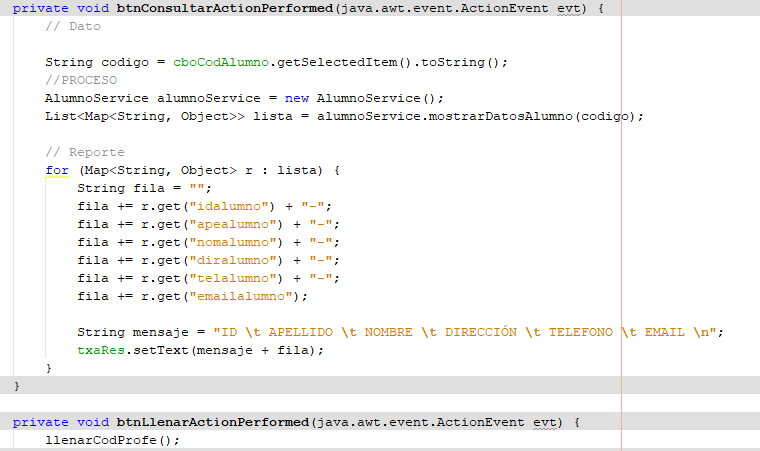 private void btnConsultarActionPerformed(java.awt.event.ActionEvent evt) {
// Dato
String codigo = cboCodAlumno.getSelectedItem().toString();
//PROCESO
AlumnoService alumnoService = new AlumnoService();
List<Map<String, Object>> lista = alumnoService.mostrarDatosAlumno(codigo);
// Reporte
for (Map<String, Object> r : lista) {
String fila = "";
fila += r.get("idalumno") + "-";
fila += r.get("apealumno") + "-";
fila += r.get("nomalumno") + "-";
fila += r.get("diralumno") + "-";
fila += r.get("telalumno") + "-";
fila += r.get("emailalumno");
String mensaje = "ID \t APELLIDO \t NOMBRE \t DIRECCIÓN \t TELEFONO \t EMAIL \n";
txaRes.setText(mensaje + fila);
}
}
private void btnLlenarActionPerformed(java.awt.event.ActionEvent evt) {
llenarCodProfe();